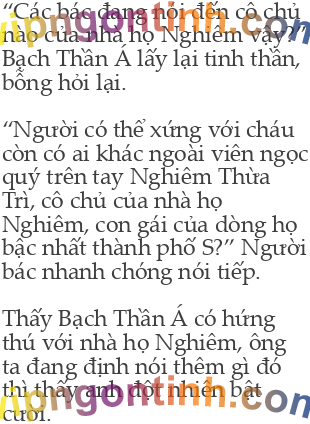 “Các bác đang nói đến cô chủ
nào của nhà họ Nghiêm vậy?”
Bạch Thần Á lấy lại tinh thần,
bỗng hỏi lại.
“Người có thể xứng với cháu
còn có ai khác ngoài viên ngọc
quý trên tay Nghiêm Thừa
Trì, cô chủ của nhà họ
Nghiêm, con gái của dòng họ
bậc nhất thành phố S?” Người
bác nhanh chóng nói tiếp.
Thấy Bạch Thần Á có hứng
thú với nhà họ Nghiêm, ông
ta đang định nói thêm gì đó
thì thấy anh đột nhiên bật
cười.
vipngontinh.com
vipngontinh.com